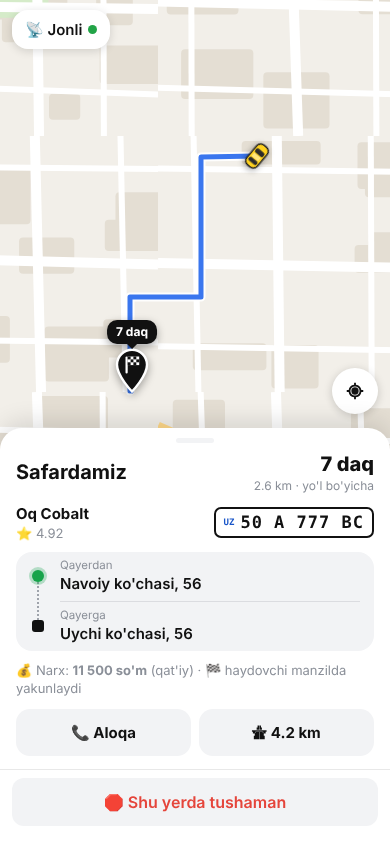 📡 Jonli
7 daq
Safardamiz
7 daq
2.6 km · yo'l bo'yicha
Oq Cobalt
⭐ 4.92
UZ 50 A 777 BC
Qayerdan
Navoiy ko'chasi, 56
Qayerga
Uychi ko'chasi, 56
💰 Narx: 11 500 so'm (qat'iy) · 🏁 haydovchi manzilda
yakunlaydi
📞 Aloqa
🛣 4.2 km
🛑 Shu yerda tushaman